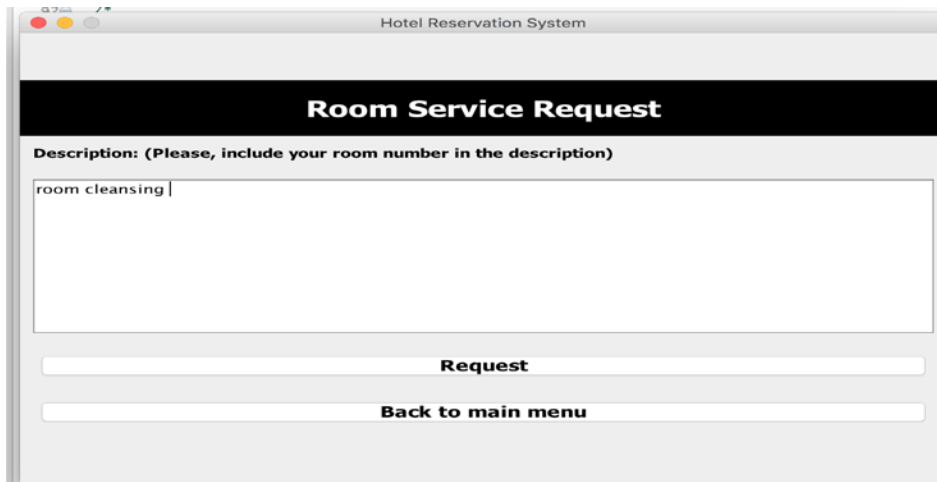 Hotel Reservation System
Room Service Request
Description: (Please, include your room number in the description)
room cleansing
Request
Back to main menu